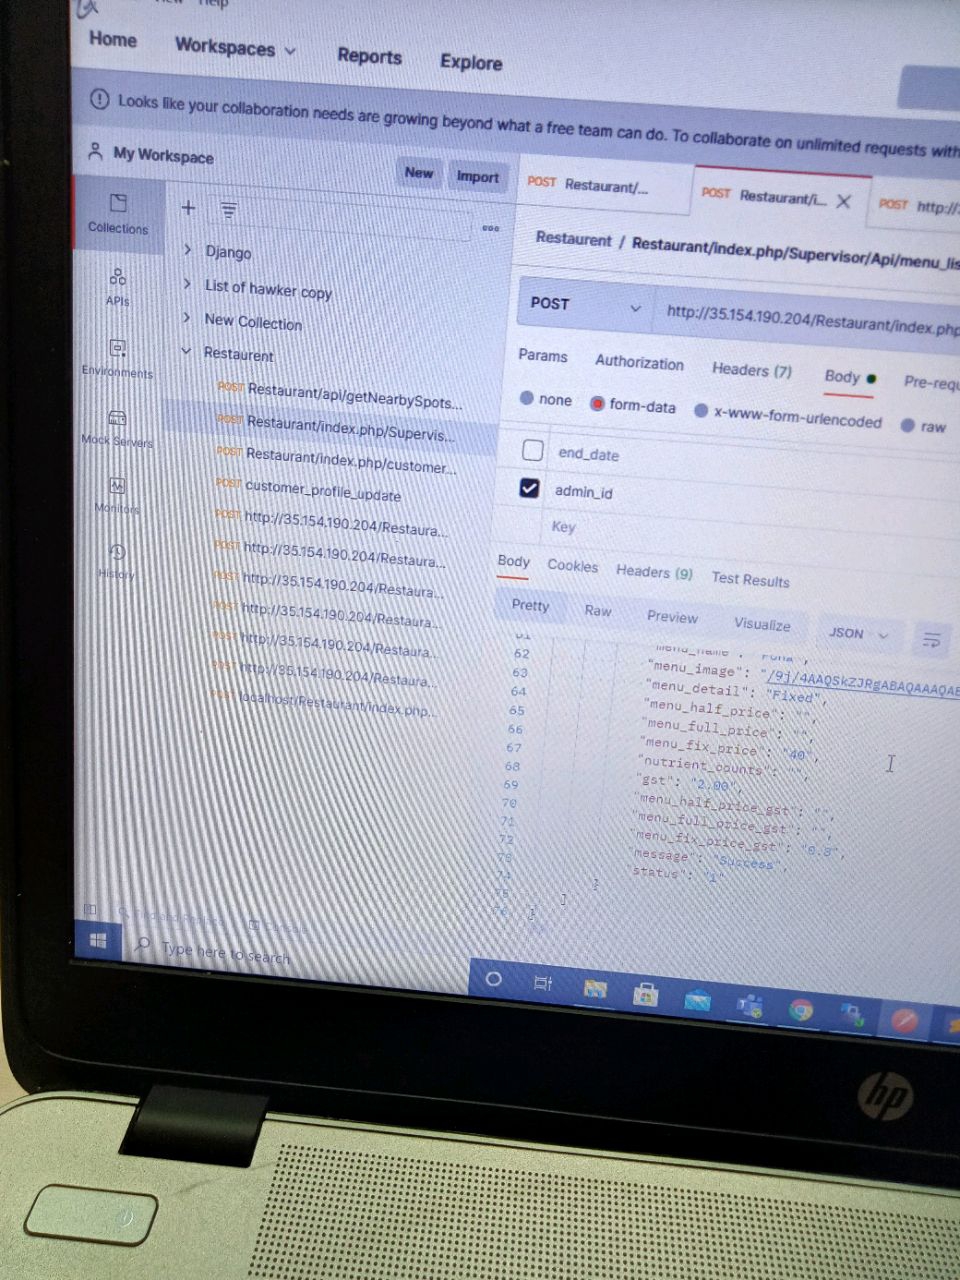 Help
Home Workspaces Reports Explore
Looks like your collaboration needs are growing beyond what a free team can do. To collaborate on unlimited requests with
My Workspace
New Import
POST Restaurant/...
POST Restaurant/i...
POST http://
Collections
Django
Restaurent / Restaurant/index.php/Supervisor/Api/menu_lis
List of hawker copy
APIs
POST
http://35.154.190.204/Restaurant/index.php
New Collection
Restaurent
Params Authorization Headers (7) Body Pre-requ
Environments
POST Restaurant/api/getNearbySpots...
none form-data x-www-form-urlencoded raw
POST Restaurant/index.php/Supervis...
Mock Servers
end_date
POST Restaurant/index.php/customer...
POST customer_profile_update
admin_id
Monitors
Key
POST http://35.154.190.204/Restaura...
POST http://35.154.190.204/Restaura...
POST http://35.154.190.204/Restaura...
POST http://35.154.190.204/Restaura...
POST http://35.154.190.204/Restaura...
POST http://35.154.190.204/Restaura...
POST localhost/Restaurant/index.php...
History
Body Cookies Headers (9) Test Results
Pretty Raw Preview Visualize JSON
62
63 "menu_image": "/9j/4AAQSkZJRgABAQAAAQAB
64 "menu_detail": "Fixed",
65 "menu_half_price": "",
66 "menu_full_price": "",
67 "menu_fix_price": "40",
68 "nutrient_counts": "",
69 "gst": "2.00",
70 "menu_half_price_gst": "",
71 "menu_full_price_gst": "",
72 "menu_fix_price_gst": "0.8",
73 "message": "Success",
74 "status": "1"
75 }
76 ]
}
Find and Replace Console
Type here to search
hp